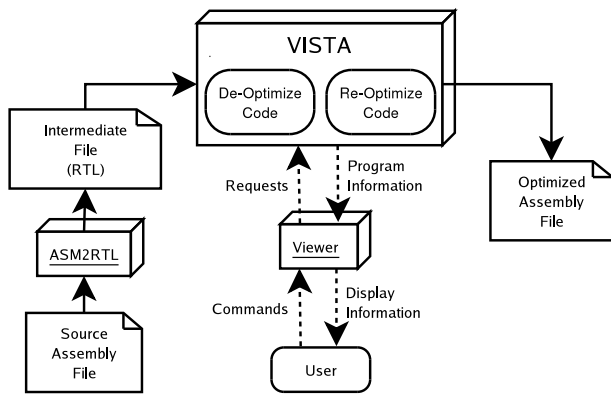 VISTA
De-Optimize
Code
Re-Optimize
Code
Intermediate
File
(RTL)
Requests
Program
Information
Optimized
Assembly
File
ASM2RTL
Viewer
Commands
Display
Information
Source
Assembly
File
User